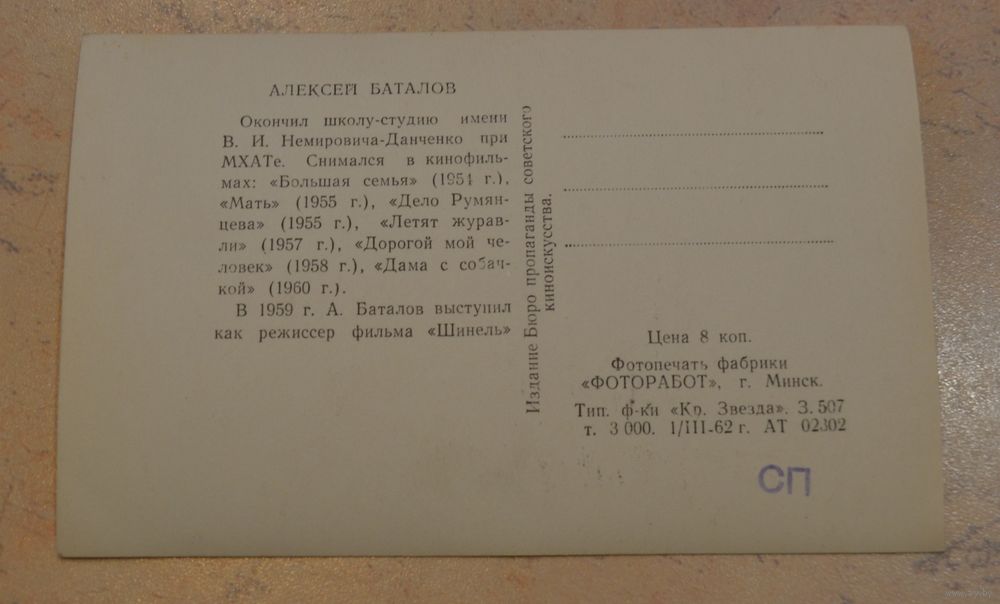 АЛЕКСЕЙ БАТАЛОВ
Окончил школу-студию имени
В. И. Немировича-Данченко при
МХАТе. Снимался в кинофиль-
мах: «Большая семья» (1954 г.),
«Мать» (1955 г.), «Дело Румян-
цева» (1955 г.), «Летят журав-
ли» (1957 г.), «Дорогой мой че-
ловек» (1958 г.), «Дама с собач-
кой» (1960 г.).
В 1959 г. А. Баталов выступил
как режиссер фильма «Шинель»
Издание Бюро пропаганды советского
киноискусства.
Цена 8 коп.
Фотопечать фабрики
«ФОТОРАБОТ», г. Минск.
Тип. ф-ки «Кр. Звезда». З. 507
т. 3 000. 1/III-62 г. АТ 02302
СП
www.ay.by